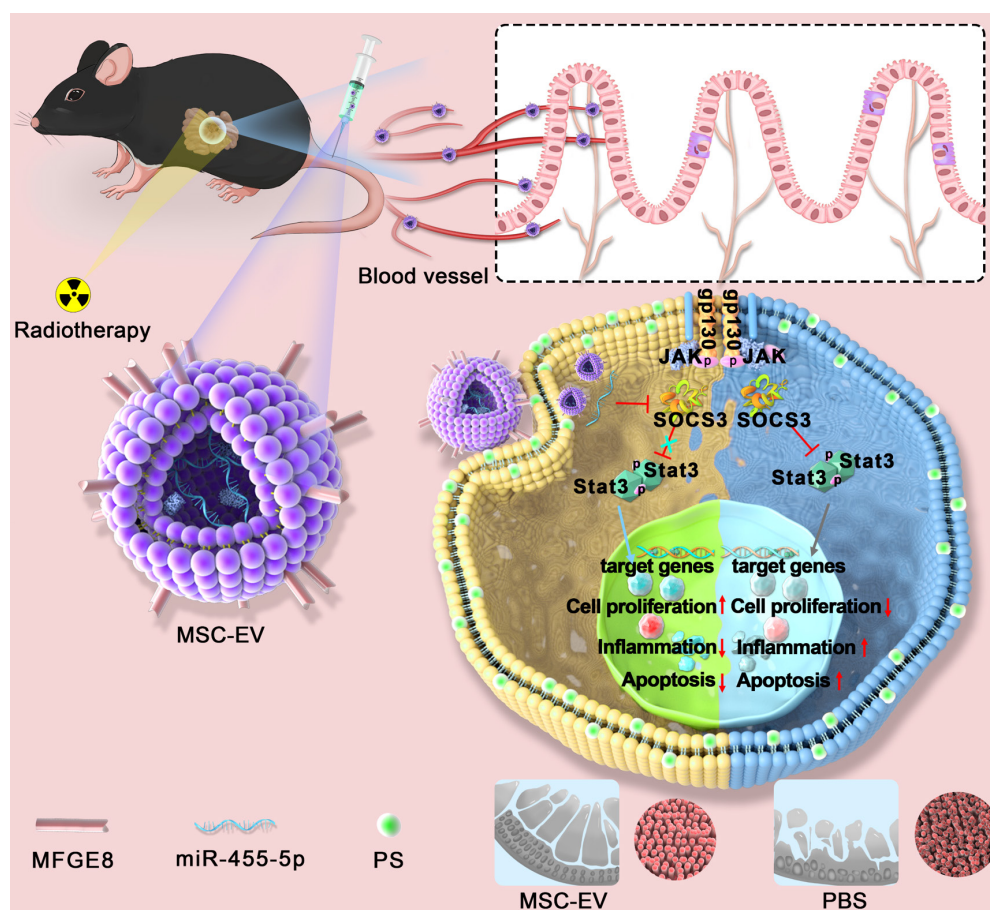 Blood vessel
Radiotherapy
MSC-EV
gp130
gp130
JAK
p
p
JAK
SOCS3
SOCS3
p
Stat3
Stat3
p
p
Stat3
Stat3
p
target genes
target genes
Cell proliferation
Cell proliferation
Inflammation
Inflammation
Apoptosis
Apoptosis
MFGE8
miR-455-5p
PS
MSC-EV
PBS